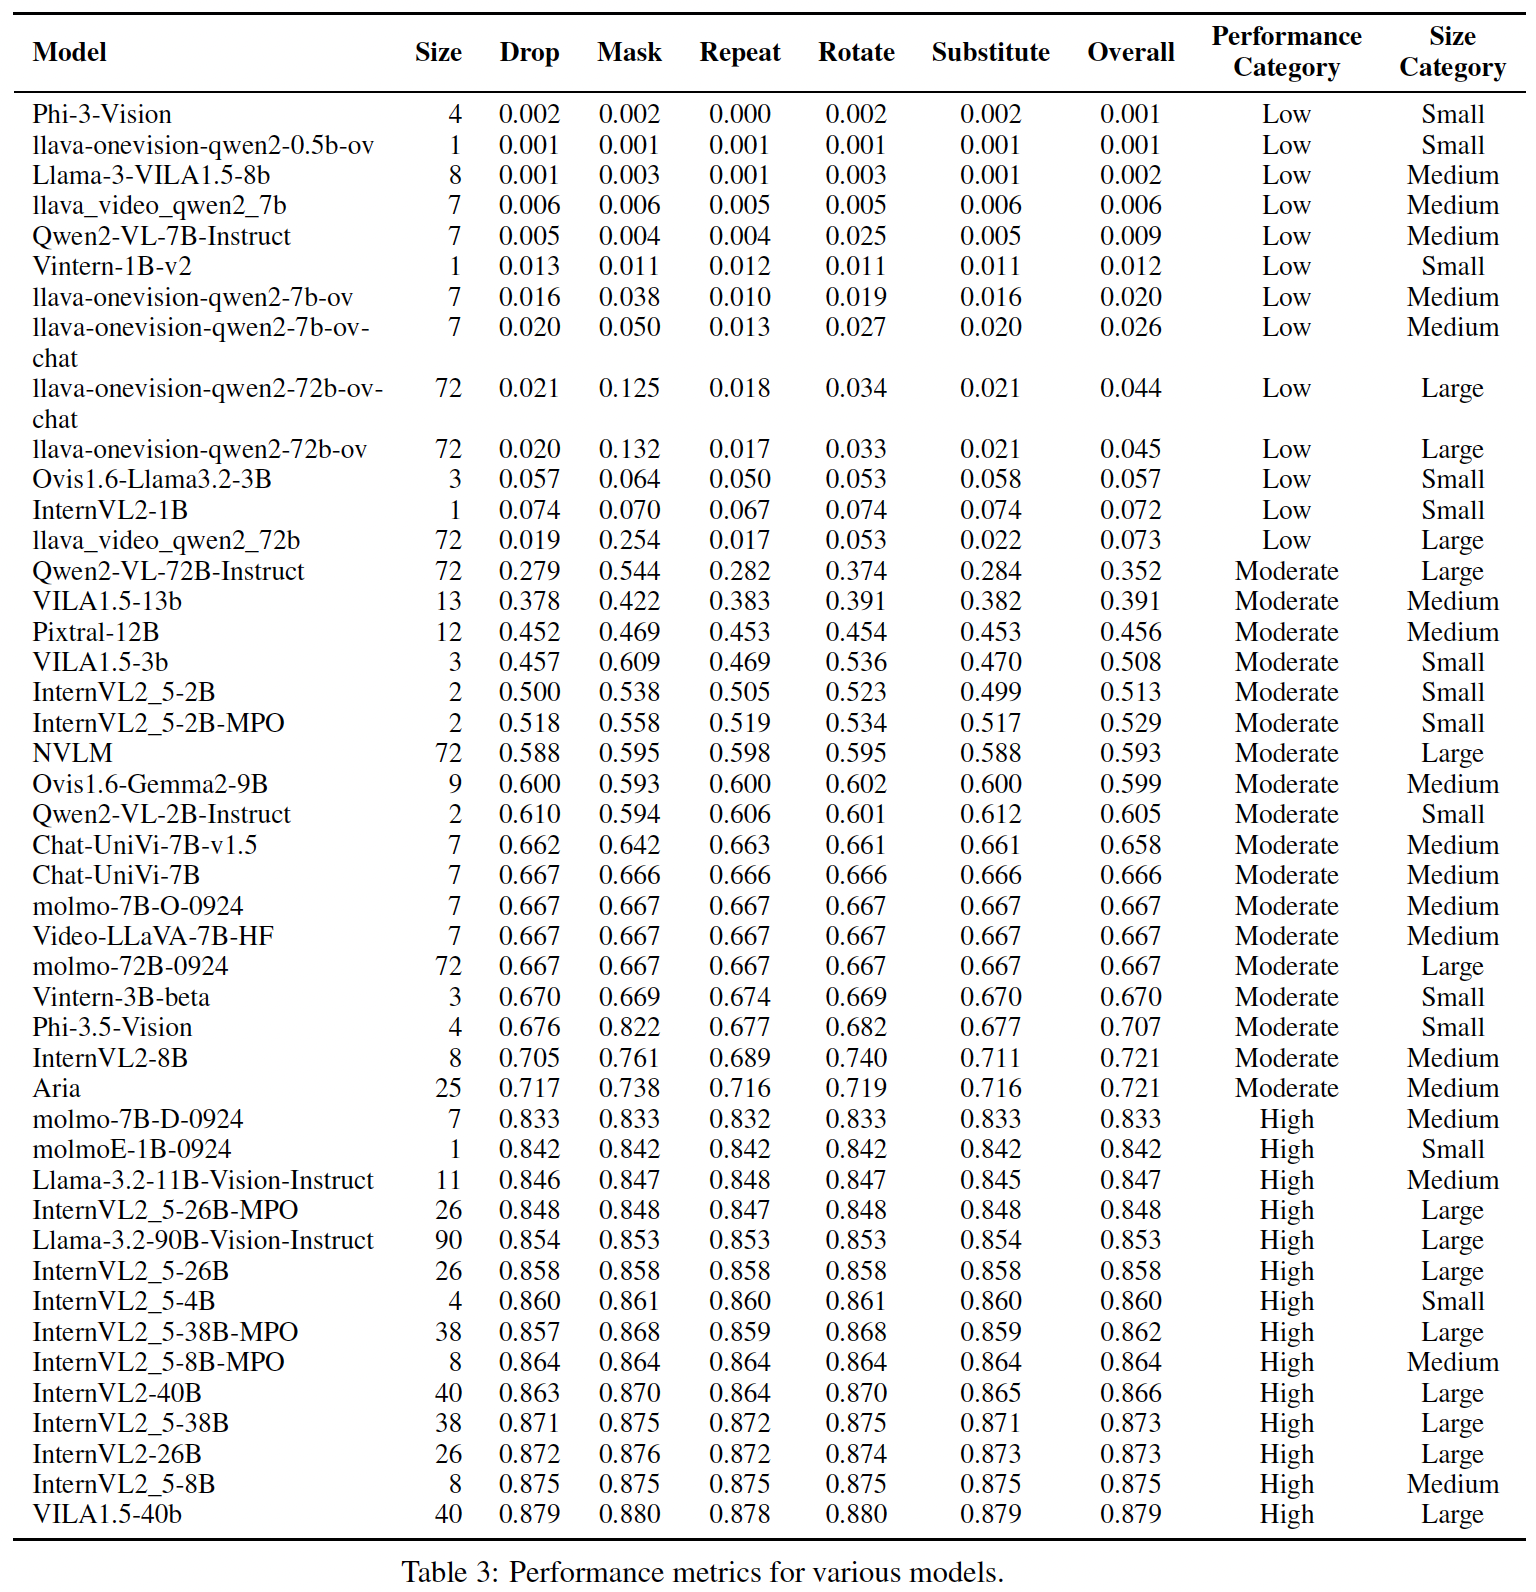 Model Size Drop Mask Repeat Rotate Substitute Overall Performance Category Size Category
Phi-3-Vision 4 0.002 0.002 0.000 0.002 0.002 0.001 Low Small
llava-onevision-qwen2-0.5b-ov 1 0.001 0.001 0.001 0.001 0.001 0.001 Low Small
Llama-3-VILA1.5-8b 8 0.001 0.003 0.001 0.003 0.001 0.002 Low Medium
llava_video_qwen2_7b 7 0.006 0.006 0.005 0.005 0.006 0.006 Low Medium
Qwen2-VL-7B-Instruct 7 0.005 0.004 0.004 0.025 0.005 0.009 Low Medium
Vintern-1B-v2 1 0.013 0.011 0.012 0.011 0.011 0.012 Low Small
llava-onevision-qwen2-7b-ov 7 0.016 0.038 0.010 0.019 0.016 0.020 Low Medium
llava-onevision-qwen2-7b-ov- 7 0.020 0.050 0.013 0.027 0.020 0.026 Low Medium
chat
llava-onevision-qwen2-72b-ov- 72 0.021 0.125 0.018 0.034 0.021 0.044 Low Large
chat
llava-onevision-qwen2-72b-ov 72 0.020 0.132 0.017 0.033 0.021 0.045 Low Large
Ovis1.6-Llama3.2-3B 3 0.057 0.064 0.050 0.053 0.058 0.057 Low Small
InternVL2-1B 1 0.074 0.070 0.067 0.074 0.074 0.072 Low Small
llava_video_qwen2_72b 72 0.019 0.254 0.017 0.053 0.022 0.073 Low Large
Qwen2-VL-72B-Instruct 72 0.279 0.544 0.282 0.374 0.284 0.352 Moderate Large
VILA1.5-13b 13 0.378 0.422 0.383 0.391 0.382 0.391 Moderate Medium
Pixtral-12B 12 0.452 0.469 0.453 0.454 0.453 0.456 Moderate Medium
VILA1.5-3b 3 0.457 0.609 0.469 0.536 0.470 0.508 Moderate Small
InternVL2_5-2B 2 0.500 0.538 0.505 0.523 0.499 0.513 Moderate Small
InternVL2_5-2B-MPO 2 0.518 0.558 0.519 0.534 0.517 0.529 Moderate Small
NVLM 72 0.588 0.595 0.598 0.595 0.588 0.593 Moderate Large
Ovis1.6-Gemma2-9B 9 0.600 0.593 0.600 0.602 0.600 0.599 Moderate Medium
Qwen2-VL-2B-Instruct 2 0.610 0.594 0.606 0.601 0.612 0.605 Moderate Small
Chat-UniVi-7B-v1.5 7 0.662 0.642 0.663 0.661 0.661 0.658 Moderate Medium
Chat-UniVi-7B 7 0.667 0.666 0.666 0.666 0.666 0.666 Moderate Medium
molmo-7B-O-0924 7 0.667 0.667 0.667 0.667 0.667 0.667 Moderate Medium
Video-LLaVA-7B-HF 7 0.667 0.667 0.667 0.667 0.667 0.667 Moderate Medium
molmo-72B-0924 72 0.667 0.667 0.667 0.667 0.667 0.667 Moderate Large
Vintern-3B-beta 3 0.670 0.669 0.674 0.669 0.670 0.670 Moderate Small
Phi-3.5-Vision 4 0.676 0.822 0.677 0.682 0.677 0.707 Moderate Small
InternVL2-8B 8 0.705 0.761 0.689 0.740 0.711 0.721 Moderate Medium
Aria 25 0.717 0.738 0.716 0.719 0.716 0.721 Moderate Medium
molmo-7B-D-0924 7 0.833 0.833 0.832 0.833 0.833 0.833 High Medium
molmoE-1B-0924 1 0.842 0.842 0.842 0.842 0.842 0.842 High Small
Llama-3.2-11B-Vision-Instruct 11 0.846 0.847 0.848 0.847 0.845 0.847 High Medium
InternVL2_5-26B-MPO 26 0.848 0.848 0.847 0.848 0.848 0.848 High Large
Llama-3.2-90B-Vision-Instruct 90 0.854 0.853 0.853 0.853 0.854 0.853 High Large
InternVL2_5-26B 26 0.858 0.858 0.858 0.858 0.858 0.858 High Large
InternVL2_5-4B 4 0.860 0.861 0.860 0.861 0.860 0.860 High Small
InternVL2_5-38B-MPO 38 0.857 0.868 0.859 0.868 0.859 0.862 High Large
InternVL2_5-8B-MPO 8 0.864 0.864 0.864 0.864 0.864 0.864 High Medium
InternVL2-40B 40 0.863 0.870 0.864 0.870 0.865 0.866 High Large
InternVL2_5-38B 38 0.871 0.875 0.872 0.875 0.871 0.873 High Large
InternVL2-26B 26 0.872 0.876 0.872 0.874 0.873 0.873 High Large
InternVL2_5-8B 8 0.875 0.875 0.875 0.875 0.875 0.875 High Medium
VILA1.5-40b 40 0.879 0.880 0.878 0.880 0.879 0.879 High Large
Table 3: Performance metrics for various models.